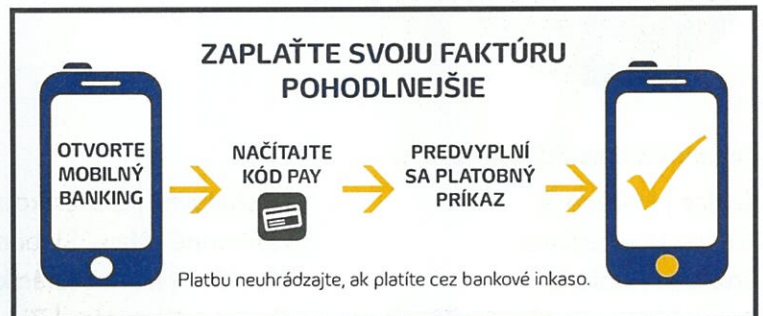 ZAPLAŤTE SVOJU FAKTÚRU
POHODLNEJŠIE
OTVORTE
MOBILNÝ
BANKING
NAČÍTAJTE
KÓD PAY
PREDVYPLNÍ
SA PLATOBNÝ
PRÍKAZ
Platbu neuhrádzajte, ak platíte cez bankové inkaso.